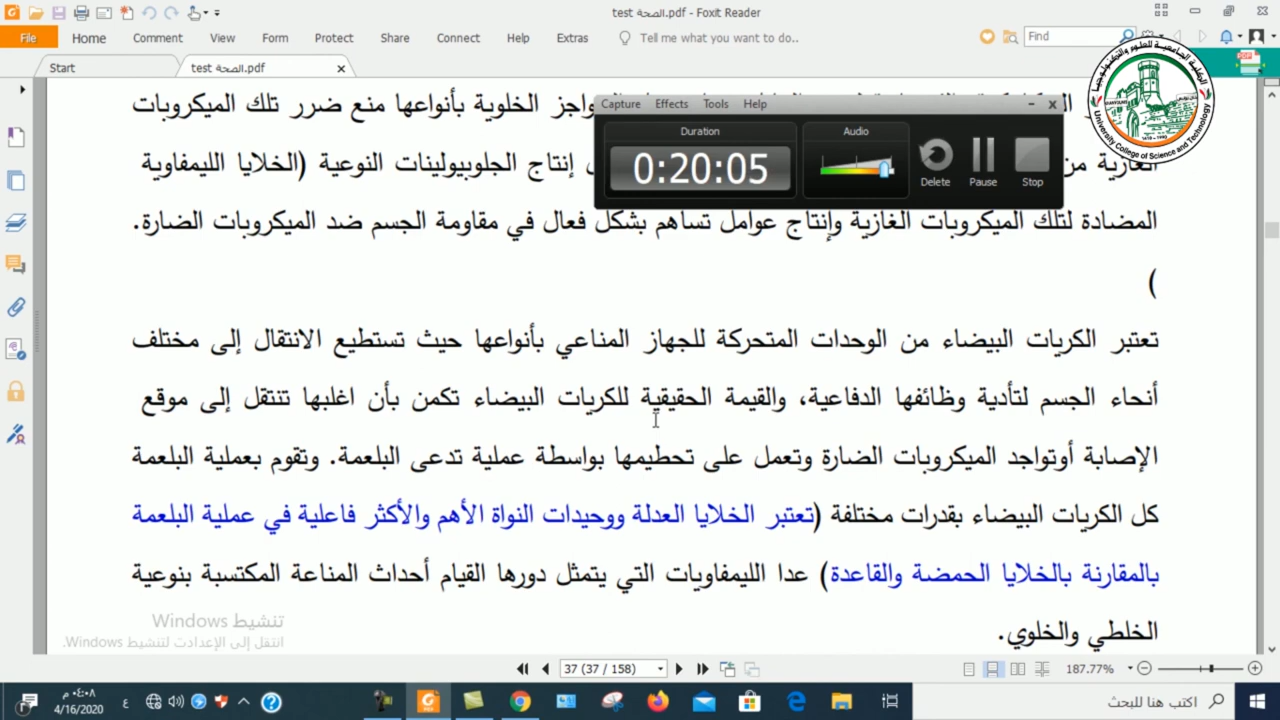 test الصحة.pdf - Foxit Reader
File Home Comment View Form Protect Share Connect Help Extras Tell me what you want to do.. Find
Start
test الصحة.pdf
Capture Effects Tools Help
Duration
0:20:05
Audio
Delete Pause Stop
الكلية الجامعية للعلوم والتكنولوجيا
University College of Science and Technology
الخلوية بأنواعها منع ضرر تلك الميكروبات
إنتاج الجلوبيولينات النوعية (الخلايا الليمفاوية
المضادة لتلك الميكروبات الغازية وإنتاج عوامل تساهم بشكل فعال في مقاومة الجسم ضد الميكروبات الضارة.
)
تعتبر الكريات البيضاء من الوحدات المتحركة للجهاز المناعي بأنواعها حيث تستطيع الانتقال إلى مختلف
أنحاء الجسم لتأدية وظائفها الدفاعية، والقيمة الحقيقية للكريات البيضاء تكمن بأن اغلبها تنتقل إلى موقع
الإصابة أوتواجد الميكروبات الضارة وتعمل على تحطيمها بواسطة عملية تدعى البلعمة. وتقوم بعملية البلعمة
كل الكريات البيضاء بقدرات مختلفة (تعتبر الخلايا العدلة ووحيدات النواة الأهم والأكثر فاعلية في عملية البلعمة
بالمقارنة بالخلايا الحمضة والقاعدة) عدا الليمفاويات التي يتمثل دورها القيام أحداث المناعة المكتسبة بنوعية
الخلطي والخلوي.
تنشيط Windows
انتقل إلى الإعدادت لتنشيط Windows.
37 (37 / 158)
187.77%
٠٤:٠٨ م
4/16/2020
ع
اكتب هنا للبحث